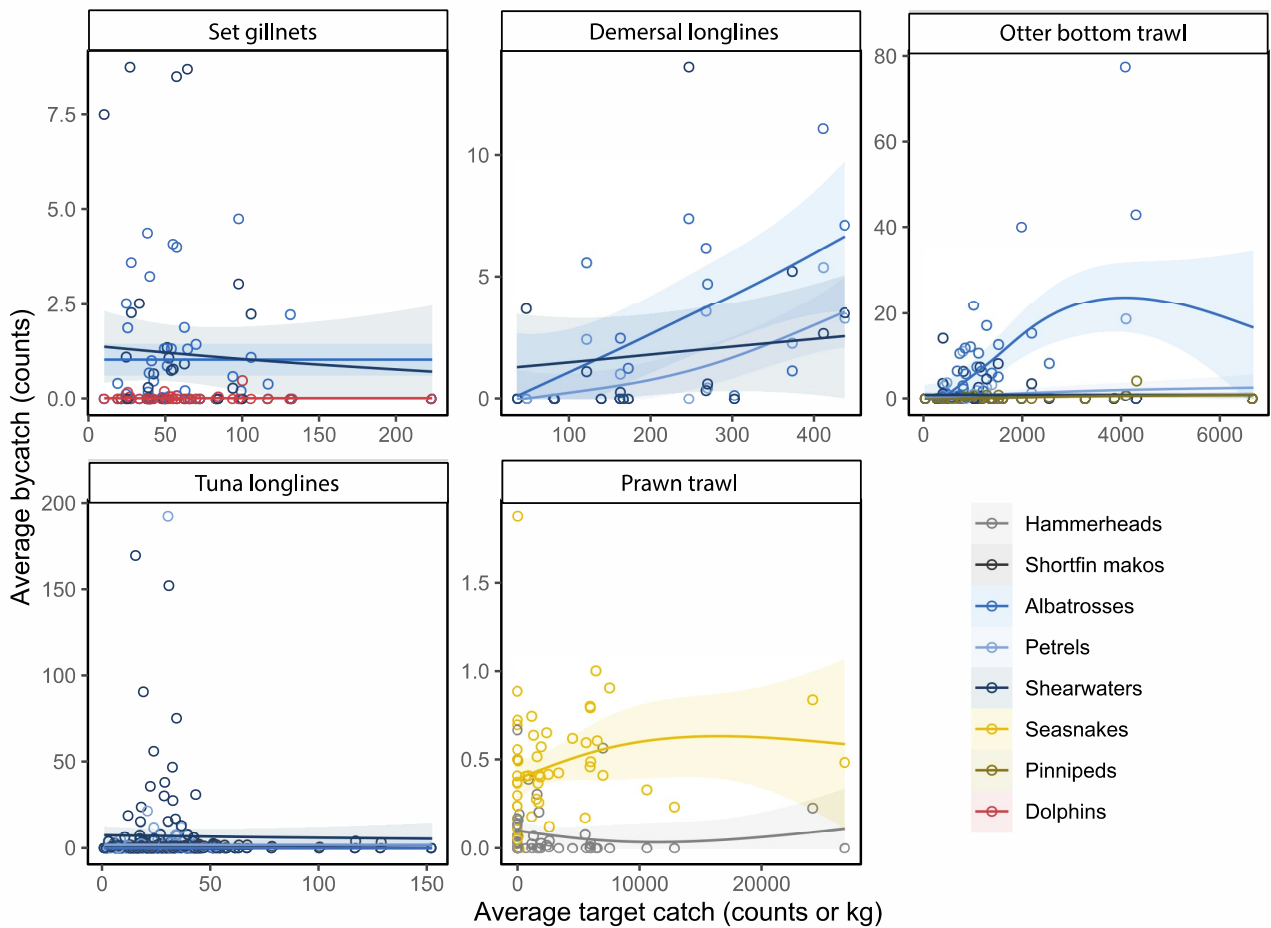 Set gillnets
Demersal longlines
Otter bottom trawl
7.5
5.0
2.5
0.0
0 50 100 150 200
10
5
0
100 200 300 400
80
60
40
20
0
0 2000 4000 6000
Average bycatch (counts)
Tuna longlines
Prawn trawl
200
150
100
50
0
0 50 100 150
1.5
1.0
0.5
0.0
0 10000 20000
Average target catch (counts or kg)
Hammerheads
Shortfin makos
Albatrosses
Petrels
Shearwaters
Seasnakes
Pinnipeds
Dolphins